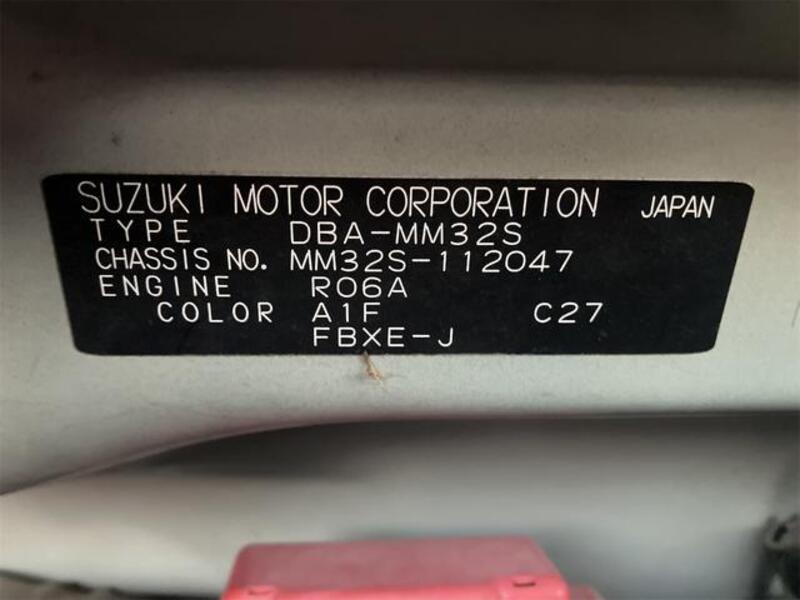 SUZUKI MOTOR CORPORATION JAPAN
TYPE DBA-MM32S
CHASSIS NO. MM32S-112047
ENGINE R06A
COLOR A1F C27
FBXE-J